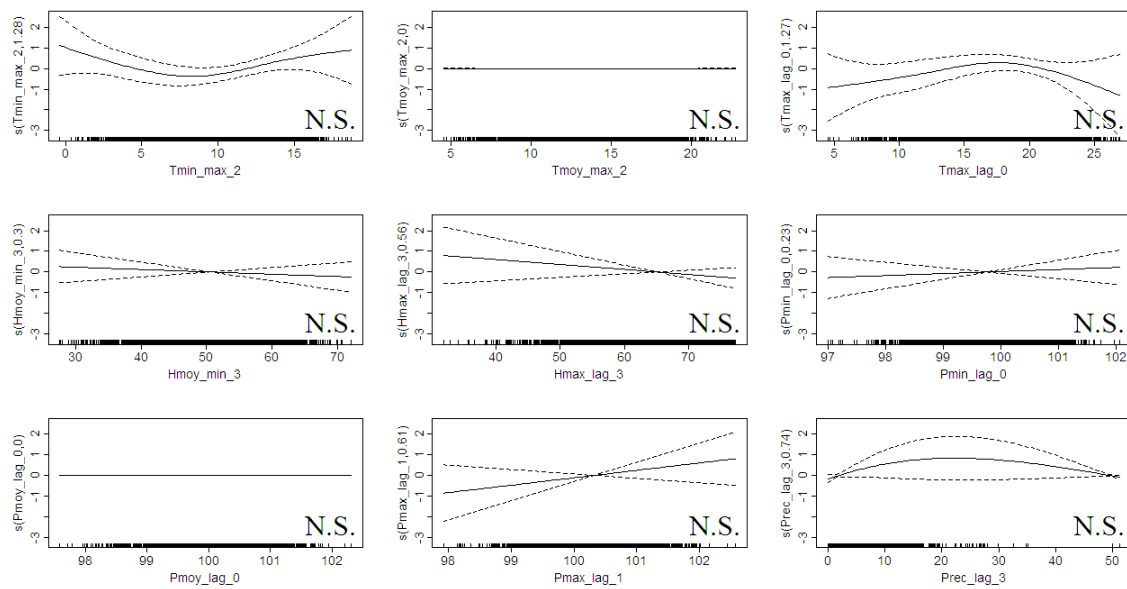 s(Tmin_max_2,1.28)
2
1
0
-1
-3
N.S.
0 5 10 15
Tmin_max_2
s(Tmoy_max_2,0)
2
1
0
-1
-3
N.S.
5 10 15 20
Tmoy_max_2
s(Tmax_lag_0,1.27)
2
1
0
-1
-3
N.S.
5 10 15 20 25
Tmax_lag_0
s(Hmoy_min_3,0.3)
2
1
0
-1
-3
N.S.
30 40 50 60 70
Hmoy_min_3
s(Hmax_lag_3,0.56)
2
1
0
-1
-3
N.S.
40 50 60 70
Hmax_lag_3
s(Pmin_lag_0,0.23)
2
1
0
-1
-3
N.S.
97 98 99 100 101 102
Pmin_lag_0
s(Pmoy_lag_0,0)
2
1
0
-1
-3
N.S.
98 99 100 101 102
Pmoy_lag_0
s(Pmax_lag_1,0.61)
2
1
0
-1
-3
N.S.
98 99 100 101 102
Pmax_lag_1
s(Prec_lag_3,0.74)
2
1
0
-1
-3
N.S.
0 10 20 30 40 50
Prec_lag_3